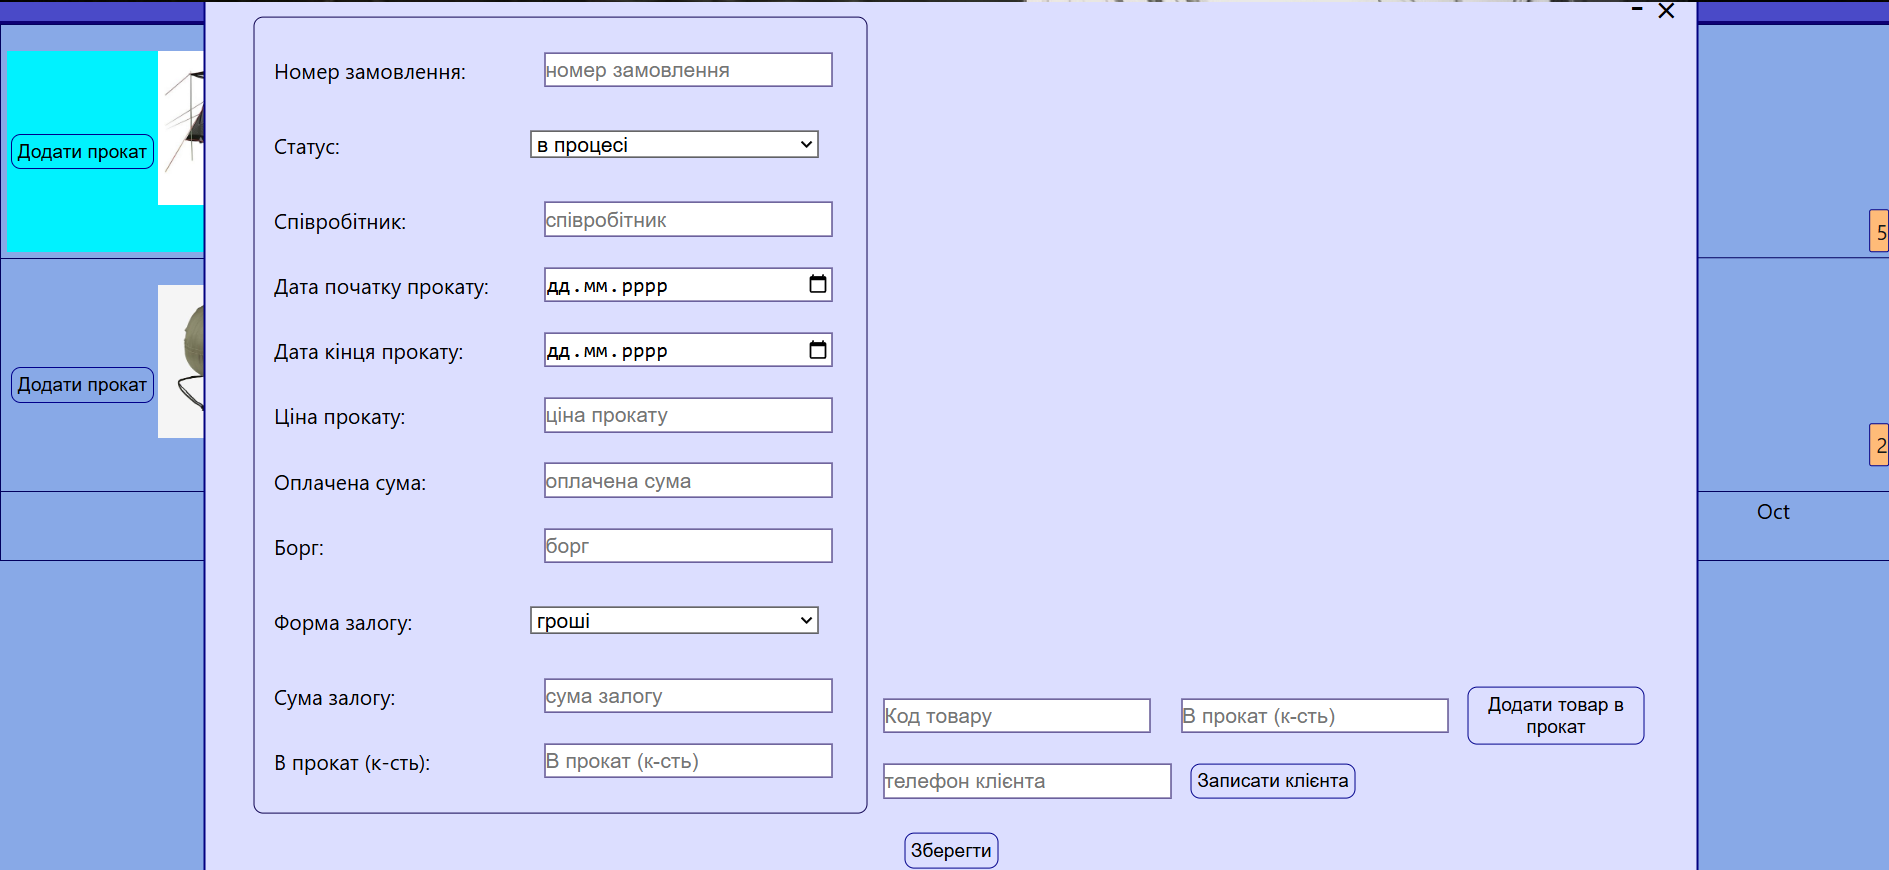 Номер замовлення: номер замовлення
Статус: в процесі
Співробітник: співробітник
Дата початку прокату: дд.мм.рррр
Дата кінця прокату: дд.мм.рррр
Ціна прокату: ціна прокату
Оплачена сума: оплачена сума
Борг: борг
Форма залогу: гроші
Сума залогу: сума залогу
В прокат (к-сть): В прокат (к-сть)
Код товару
В прокат (к-сть)
Додати товар в
прокат
телефон клієнта
Записати клієнта
Зберегти
Додати прокат
Додати прокат
5
2
Oct